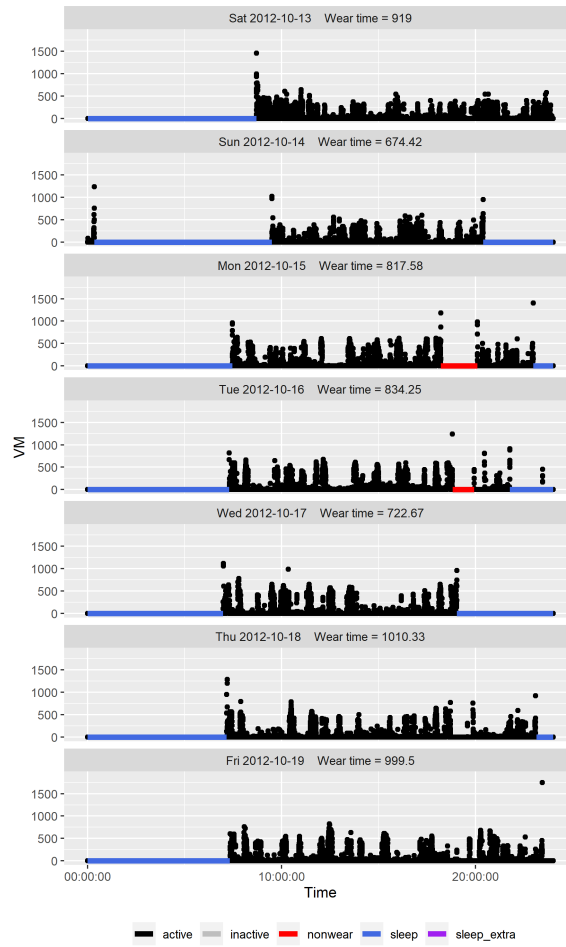 Sat 2012-10-13 Wear time = 919
1500
1000
500
0
Sun 2012-10-14 Wear time = 674.42
1500
1000
500
0
Mon 2012-10-15 Wear time = 817.58
1500
1000
500
0
Tue 2012-10-16 Wear time = 834.25
1500
1000
500
0
VM
Wed 2012-10-17 Wear time = 722.67
1500
1000
500
0
Thu 2012-10-18 Wear time = 1010.33
1500
1000
500
0
Fri 2012-10-19 Wear time = 999.5
1500
1000
500
0
00:00:00 10:00:00 20:00:00
Time
active inactive nonwear sleep sleep_extra